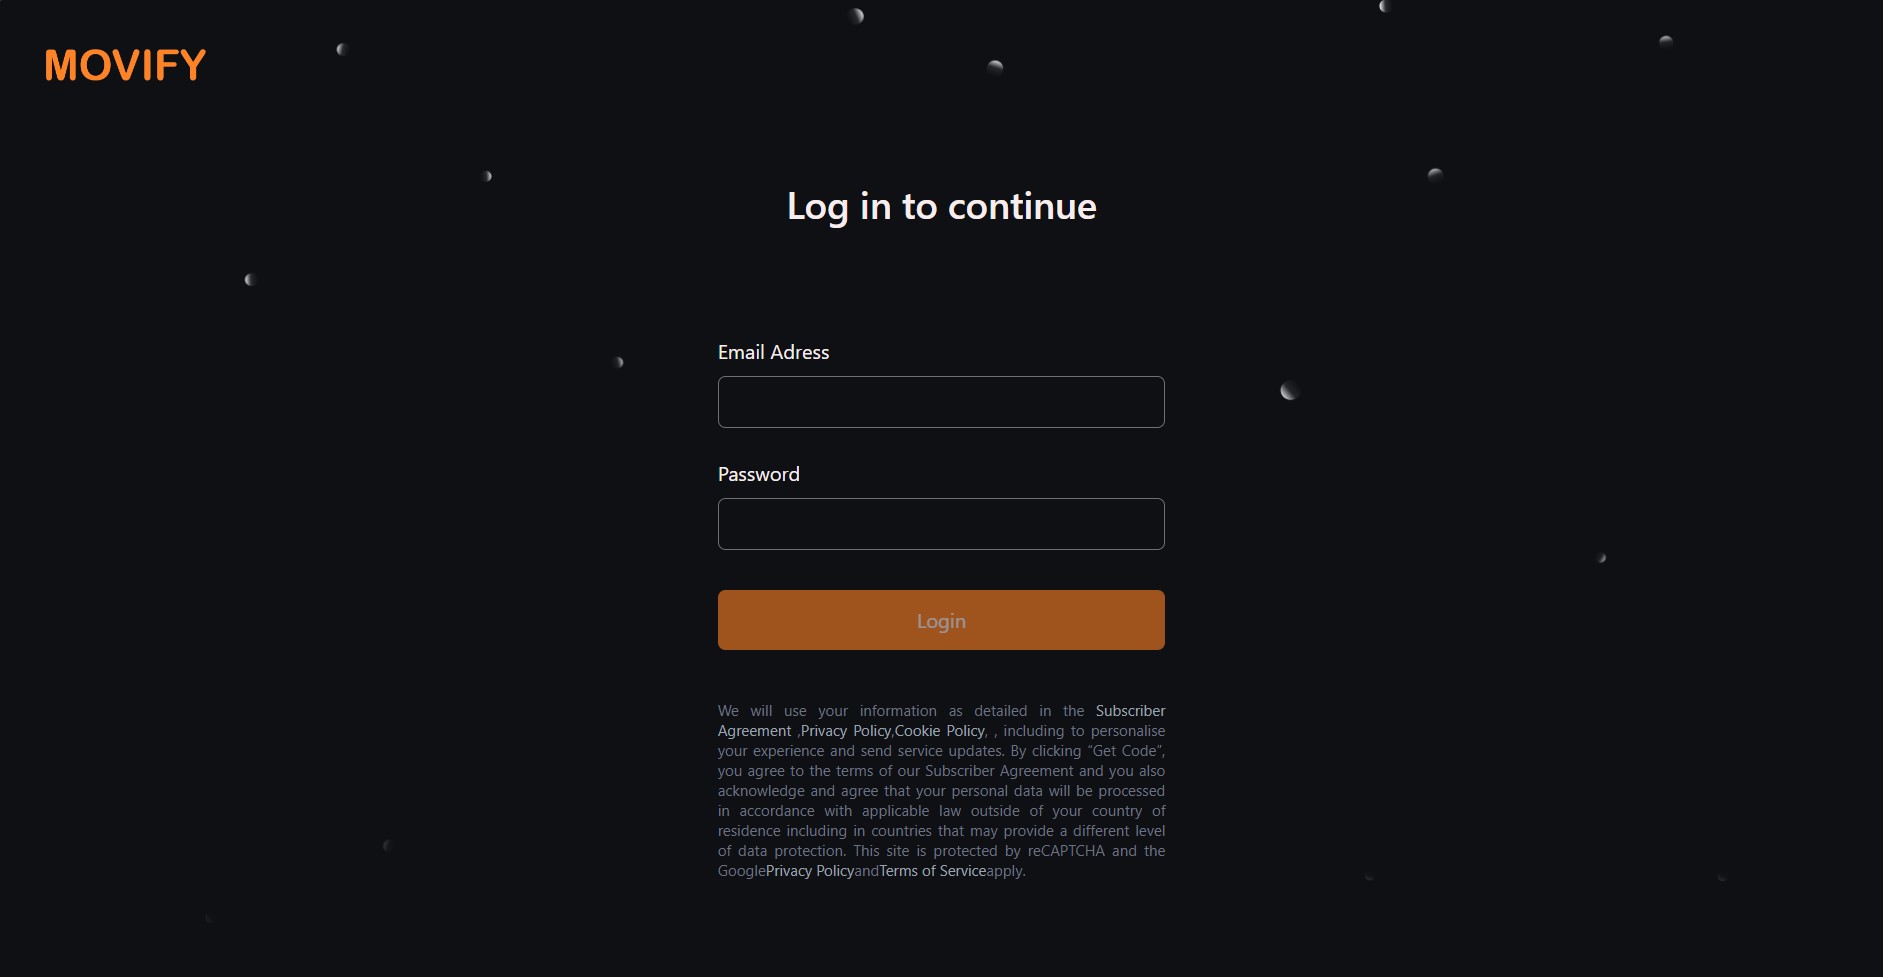 MOVIFY
Log in to continue
Email Adress
Password
Login
We will use your information as detailed in the Subscriber
Agreement ,Privacy Policy,Cookie Policy, , including to personalise
your experience and send service updates. By clicking “Get Code”,
you agree to the terms of our Subscriber Agreement and you also
acknowledge and agree that your personal data will be processed
in accordance with applicable law outside of your country of
residence including in countries that may provide a different level
of data protection. This site is protected by reCAPTCHA and the
GooglePrivacy PolicyandTerms of Serviceapply.